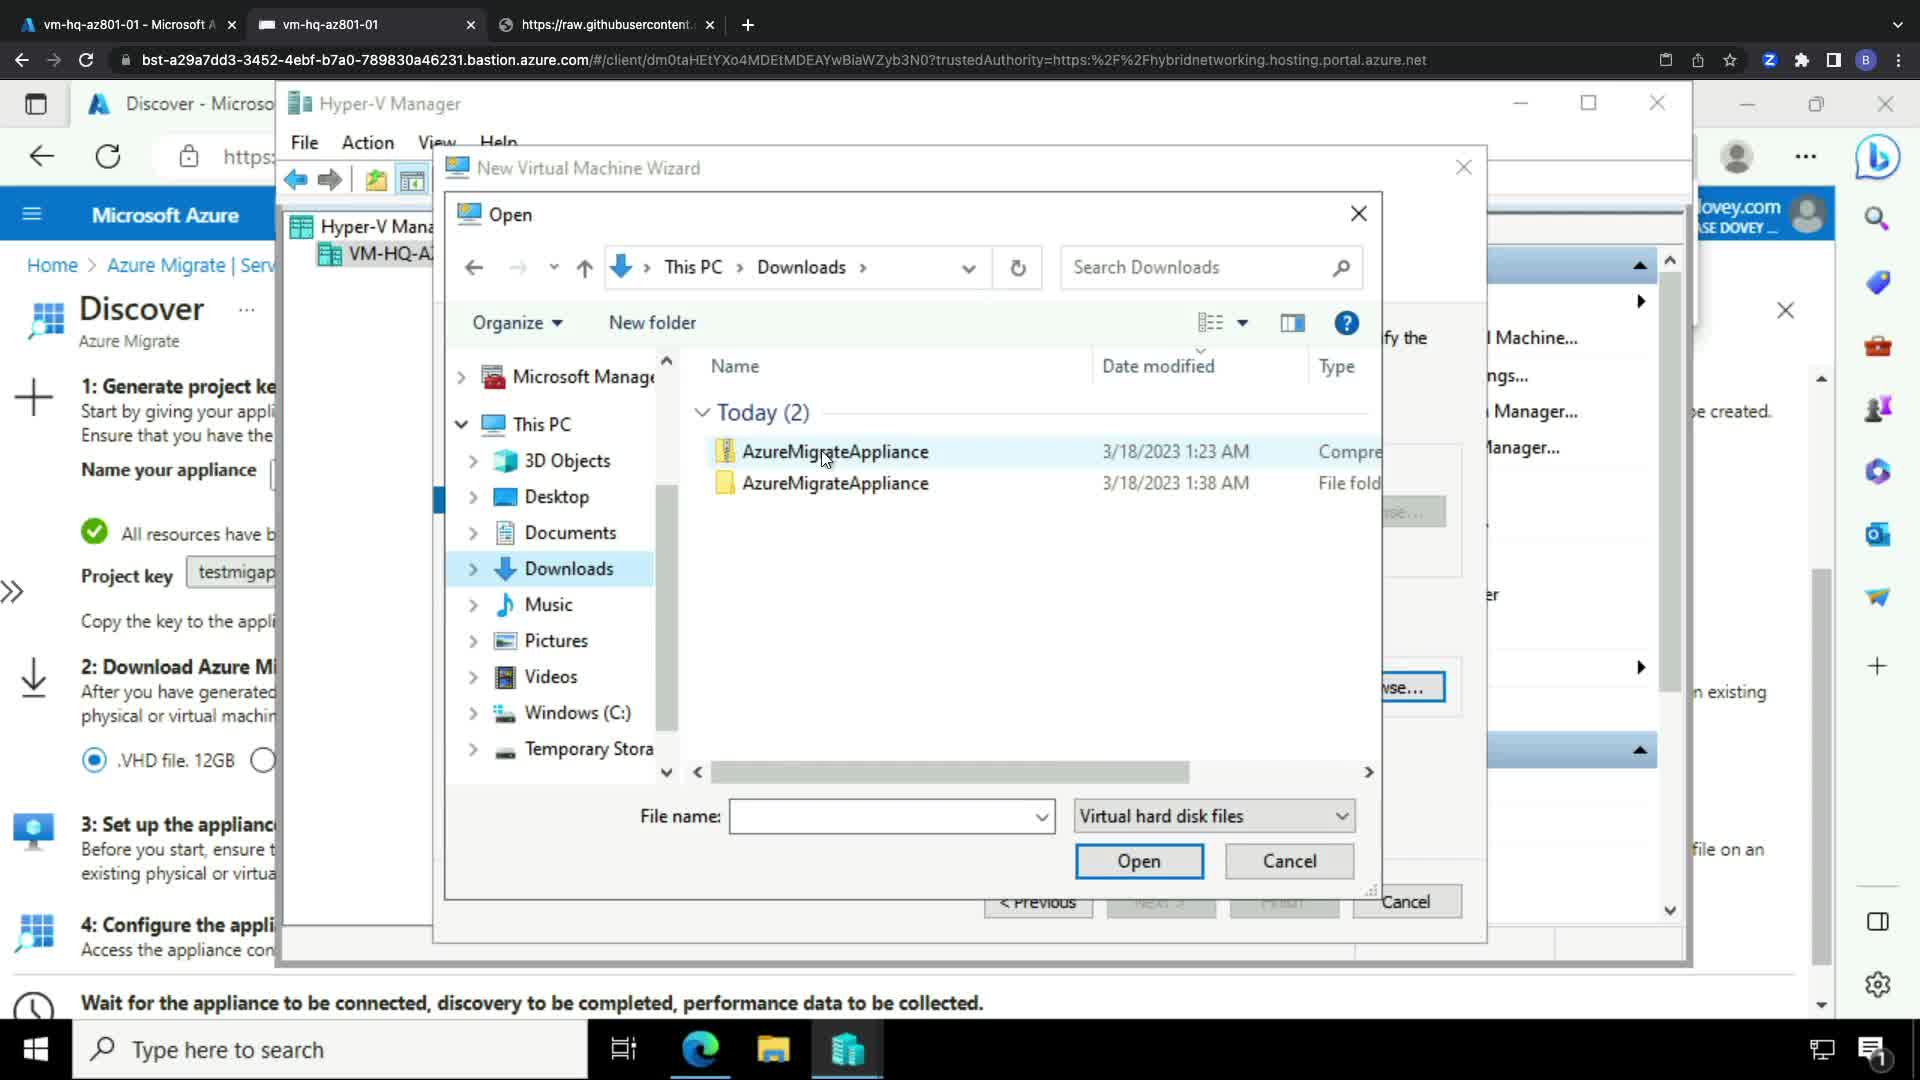 vm-hq-az801-01 - Microsoft A
vm-hq-az801-01
https://raw.githubusercontent.
bst-a29a7dd3-3452-4ebf-b7a0-789830a46231.bastion.azure.com/#/client/dm0taHEtYXo4MDEtMDEAYwBiaWZyb3N0?trustedAuthority=https:%2F%2Fhybridnetworking.hosting.portal.azure.net
B
Discover - Microso
Hyper-V Manager
File Action View Help
https:
New Virtual Machine Wizard
Open
Microsoft Azure
lovey.com
ASE DOVEY ...
Hyper-V Mana
VM-HQ-AZ
This PC > Downloads >
Search Downloads
Home > Azure Migrate | Serv
Discover ...
Azure Migrate
Organize
New folder
ify the
l Machine...
ngs...
Manager...
Manager...
Name
Date modified
Type
Microsoft Manage
This PC
3D Objects
Desktop
Documents
Downloads
Music
Pictures
Videos
Windows (C:)
Temporary Stora
Today (2)
AzureMigrateAppliance 3/18/2023 1:23 AM Compre
AzureMigrateAppliance 3/18/2023 1:38 AM File fold
1: Generate project ke
Start by giving your appli
be created.
Ensure that you have the
Name your appliance
All resources have b
Project key testmigap
Copy the key to the appli
2: Download Azure Mi
After you have generated
n existing
physical or virtual machin
.VHD file. 12GB
3: Set up the appliance
Before you start, ensure t
file on an
existing physical or virtua
4: Configure the appli
Access the appliance con
wse...
er
wse...
File name:
Virtual hard disk files
Open
Cancel
< Previous
Next >
Finish
Cancel
Wait for the appliance to be connected, discovery to be completed, performance data to be collected.
Type here to search
1